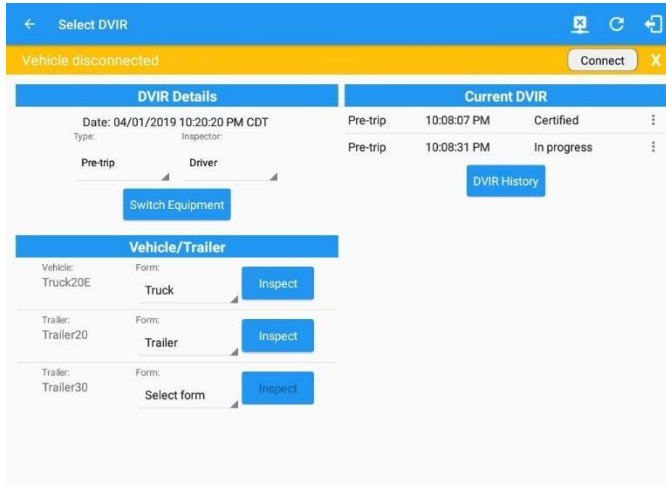 Select DVIR
Vehicle disconnected
Connect X
DVIR Details
Date: 04/01/2019 10:20:20 PM CDT
Type: Inspector:
Pre-trip Driver
Switch Equipment
Vehicle/Trailer
Vehicle: Form:
Truck20E Truck Inspect
Trailer: Form:
Trailer20 Trailer Inspect
Trailer: Form:
Trailer30 Select form Inspect
Current DVIR
Pre-trip 10:08:07 PM Certified
Pre-trip 10:08:31 PM In progress
DVIR History